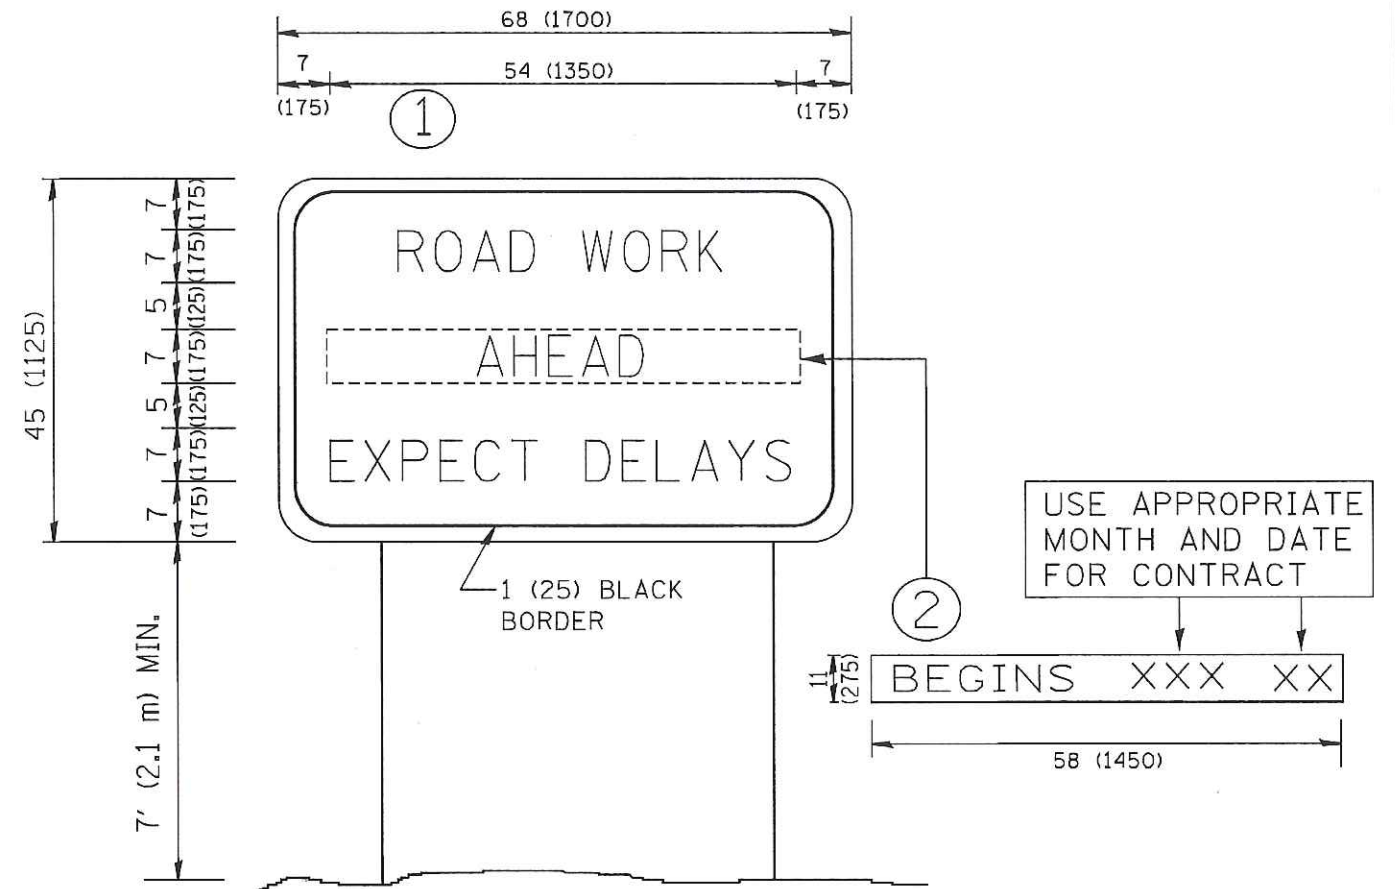 68 (1700)
7
54 (1350)
7
(175)
(175)
1
45 (1125)
7
(175)
7
(175)
5
(125)
7
(175)
5
(125)
7
(175)
7
(175)
ROAD WORK
AHEAD
EXPECT DELAYS
1 (25) BLACK
BORDER
7' (2.1 m) MIN.
USE APPROPRIATE
MONTH AND DATE
FOR CONTRACT
2
11
(275)
BEGINS XXX XX
58 (1450)